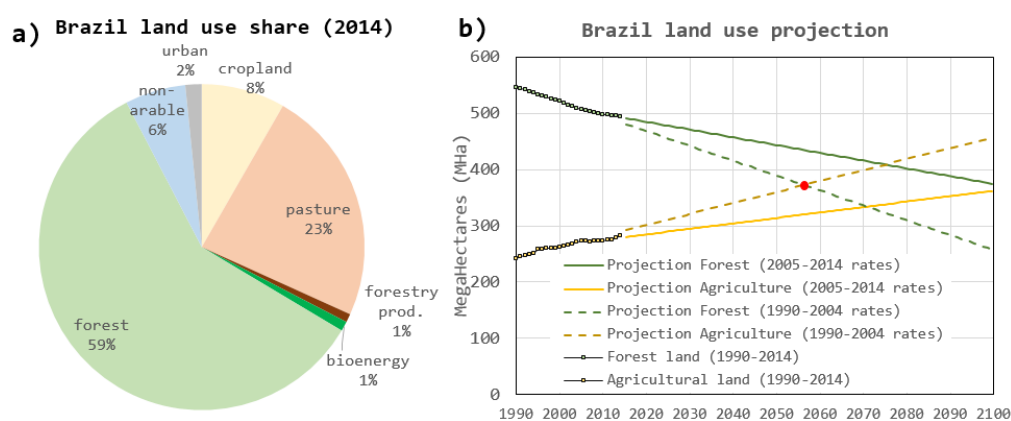 a) Brazil land use share (2014)
urban
2%
cropland
8%
non-
arable
6%
pasture
23%
forestry
prod.
1%
bioenergy
1%
forest
59%
b) Brazil land use projection
MegaHectares (MHa)
600
500
400
300
200
100
0
Projection Forest (2005-2014 rates)
Projection Agriculture (2005-2014 rates)
Projection Forest (1990-2004 rates)
Projection Agriculture (1990-2004 rates)
Forest land (1990-2014)
Agricultural land (1990-2014)
1990 2000 2010 2020 2030 2040 2050 2060 2070 2080 2090 2100